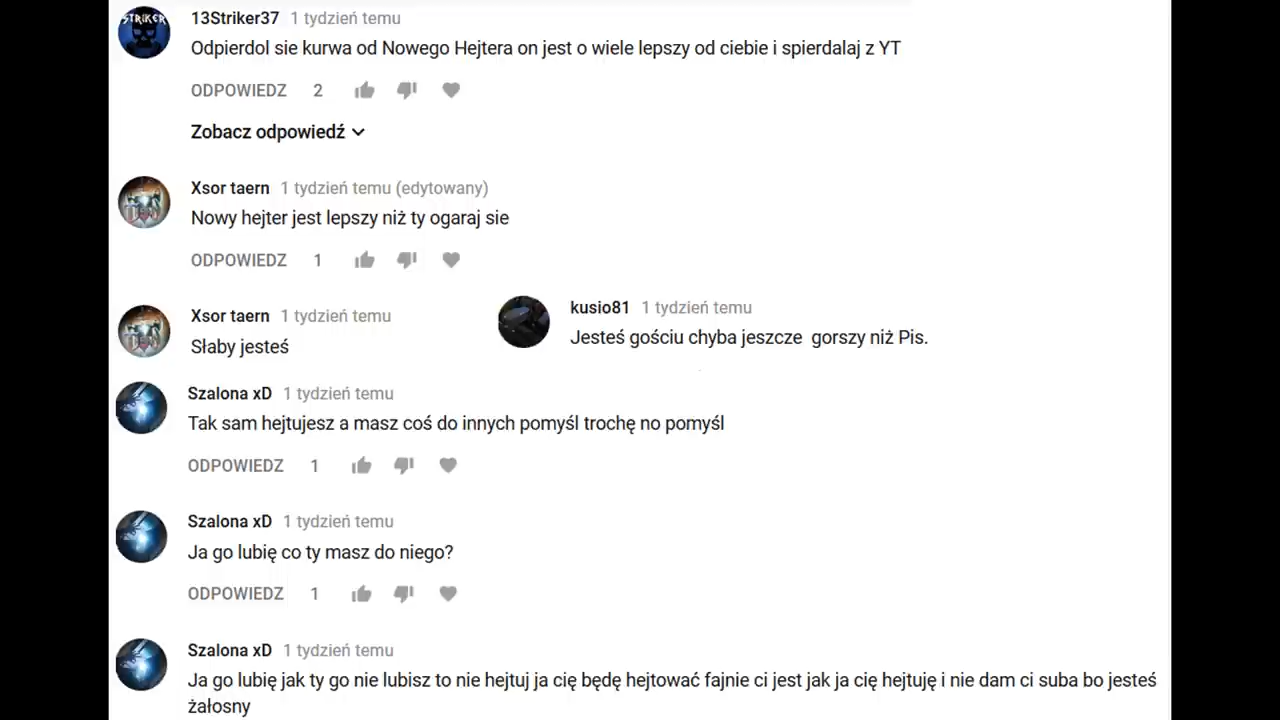 STRIKER
13Striker37 1 tydzień temu
Odpierdol sie kurwa od Nowego Hejtera on jest o wiele lepszy od ciebie i spierdalaj z YT
ODPOWIEDZ 2
Zobacz odpowiedź
Xsor taern 1 tydzień temu (edytowany)
Nowy hejter jest lepszy niż ty ogaraj sie
ODPOWIEDZ 1
Xsor taern 1 tydzień temu
Słaby jesteś
kusio81 1 tydzień temu
Jesteś gościu chyba jeszcze gorszy niż Pis.
Szalona xD 1 tydzień temu
Tak sam hejtujesz a masz coś do innych pomyśl trochę no pomyśl
ODPOWIEDZ 1
Szalona xD 1 tydzień temu
Ja go lubię co ty masz do niego?
ODPOWIEDZ 1
Szalona xD 1 tydzień temu
Ja go lubię jak ty go nie lubisz to nie hejtuj ja cię będę hejtować fajnie ci jest jak ja cię hejtuję i nie dam ci suba bo jesteś
żałosny